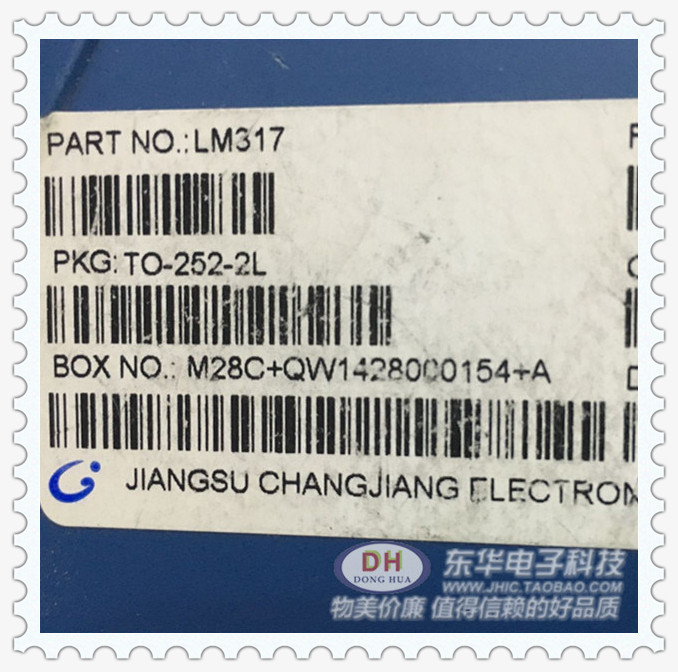 PART NO.:LM317
PKG: TO-252-2L
BOX NO.: M28C+QW1428000154+A
JIANGSU CHANGJIANG ELECTRON
DH
DONG HUA
东华电子科技
WWW.JHIC.TAOBAO.COM
物美价廉 值得信赖的好品质